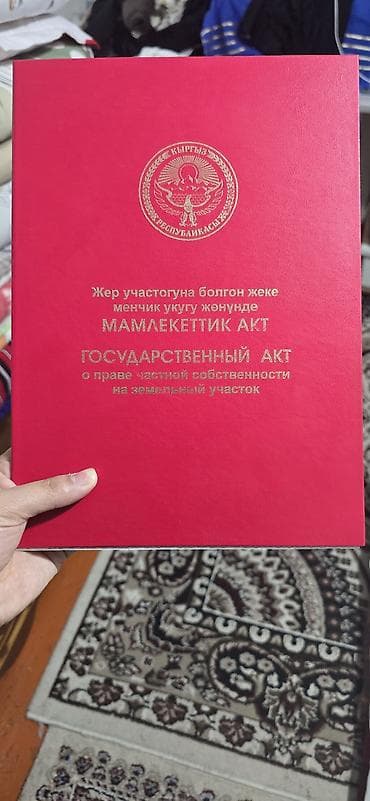 КЫРГЫЗ
РЕСПУБЛИКАСЫ
Жер участогуна болгон жеке
менчик укугу жөнүндө
МАМЛЕКЕТТИК АКТ
ГОСУДАРСТВЕННЫЙ АКТ
о праве частной собственности
на земельный участок